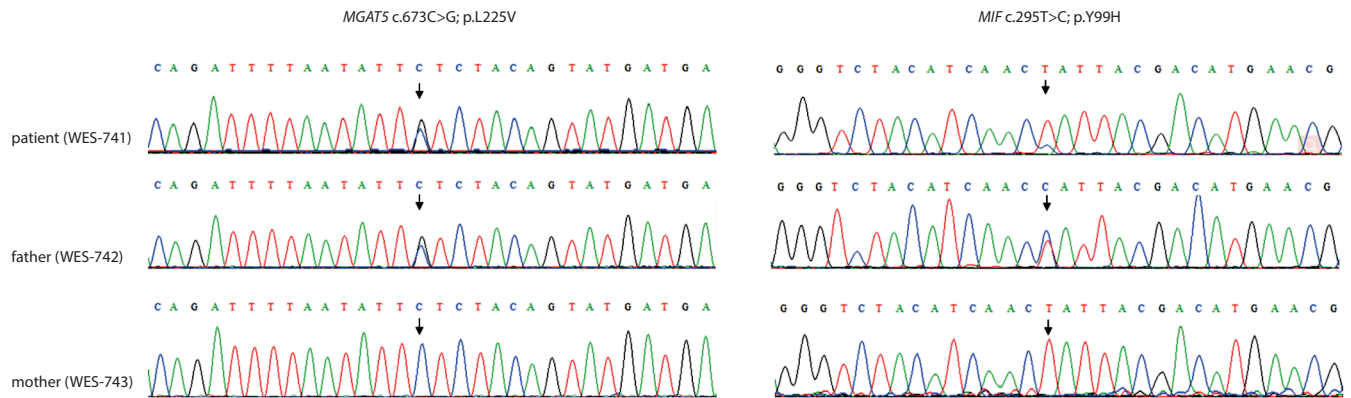 MGAT5 c.673C>G; p.L225V
MIF c.295T>C; p.Y99H
C A G A T T T T A A T A T T C T C T A C A G T A T G A T G A
G G G T C T A C A T C A A C T A T T A C G A C A T G A A C G
patient (WES-741)
C A G A T T T T A A T A T T C T C T A C A G T A T G A T G A
G G G T C T A C A T C A A C C A T T A C G A C A T G A A C G
father (WES-742)
C A G A T T T T A A T A T T C T C T A C A G T A T G A T G A
G G G T C T A C A T C A A C T A T T A C G A C A T G A A C G
mother (WES-743)